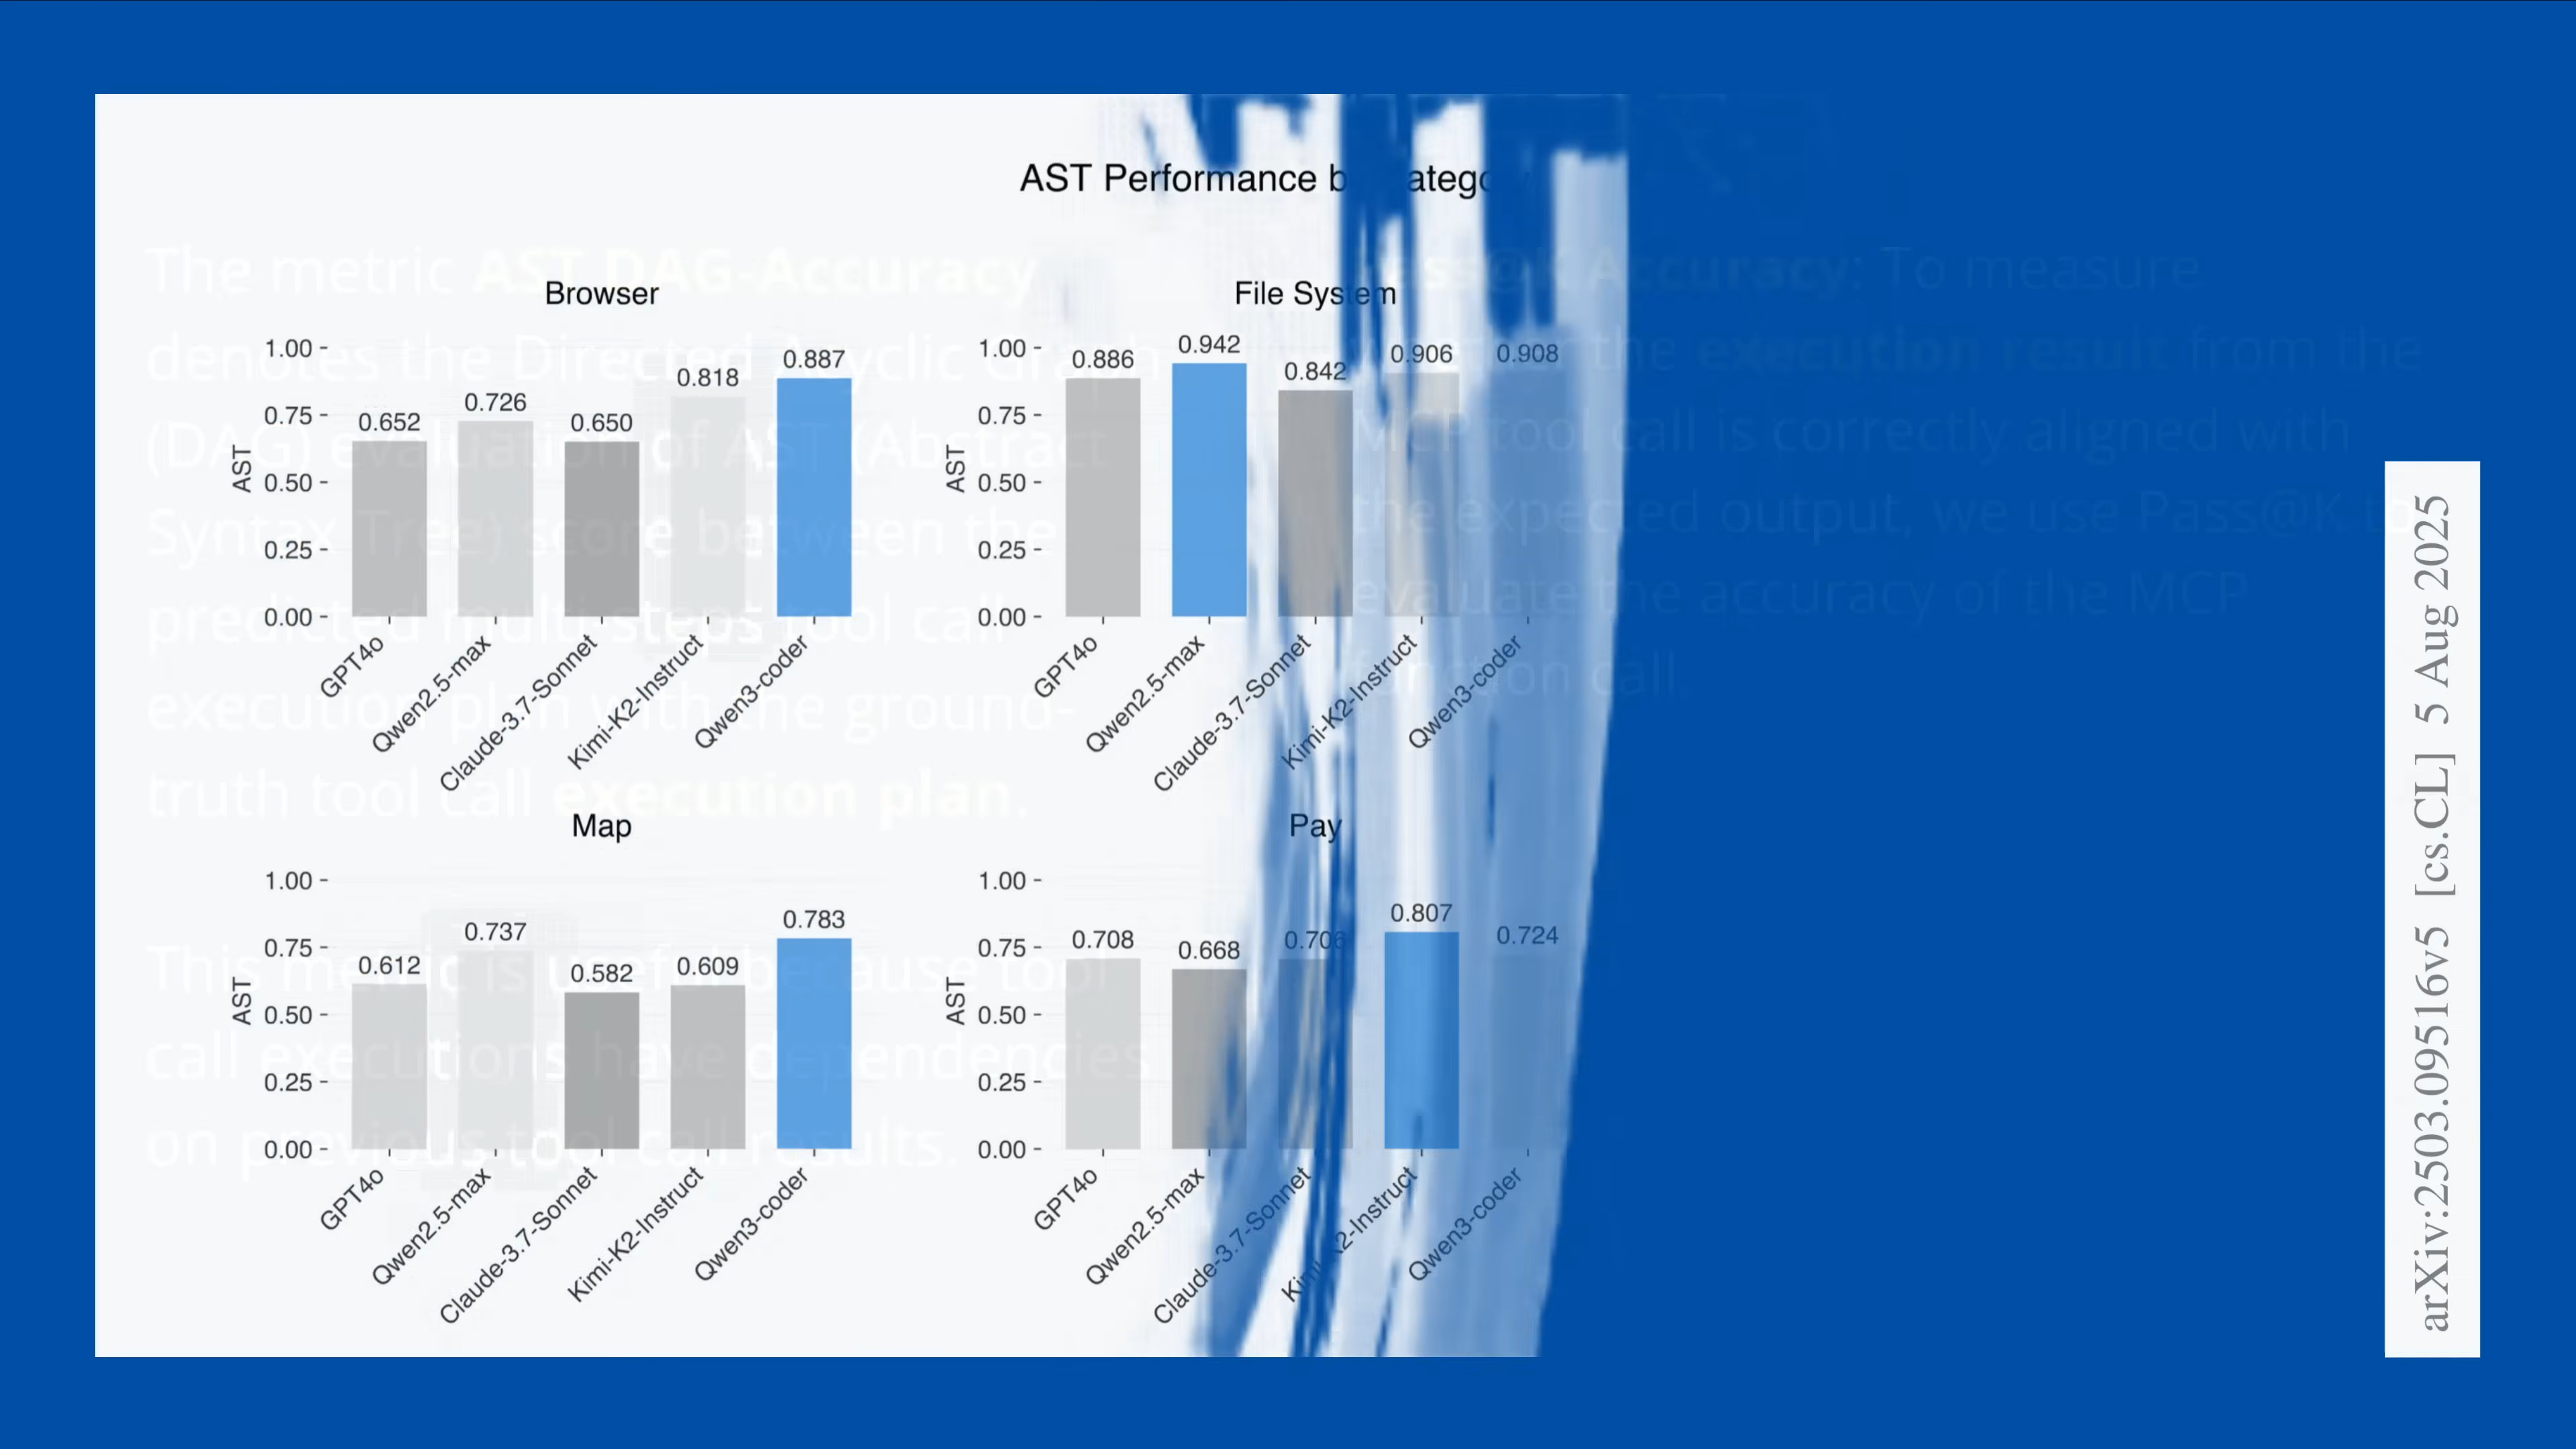 AST Performance b atego
The metric AST DAG-Accuracy
denotes the Directed Acyclic Graph
(DAG) evaluation of AST (Abstract
Syntax Tree) score between the
predicted multi-steps tool call
execution plan with the ground-
truth tool call execution plan.
This metric is useful because tool
call executions have dependencies
on previous tool call results.
Pass@K Accuracy: To measure
the execution result from the
MCP tool call is correctly aligned with
the expected output, we use Pass@K to
evaluate the accuracy of the MCP
function call.
Browser
1.00
0.75
0.50
0.25
0.00
AST
0.652
0.726
0.650
0.818
0.887
GPT4o
Qwen2.5-max
Claude-3.7-Sonnet
Kimi-K2-Instruct
Qwen3-coder
File System
1.00
0.75
0.50
0.25
0.00
AST
0.886
0.942
0.842
0.906
0.908
GPT4o
Qwen2.5-max
Claude-3.7-Sonnet
Kimi-K2-Instruct
Qwen3-coder
Map
1.00
0.75
0.50
0.25
0.00
AST
0.612
0.737
0.582
0.609
0.783
GPT4o
Qwen2.5-max
Claude-3.7-Sonnet
Kimi-K2-Instruct
Qwen3-coder
Pay
1.00
0.75
0.50
0.25
0.00
AST
0.708
0.668
0.706
0.807
0.724
GPT4o
Qwen2.5-max
Claude-3.7-Sonnet
Kimi-K2-Instruct
Qwen3-coder
arXiv:2503.09516v5 [cs.CL] 5 Aug 2025